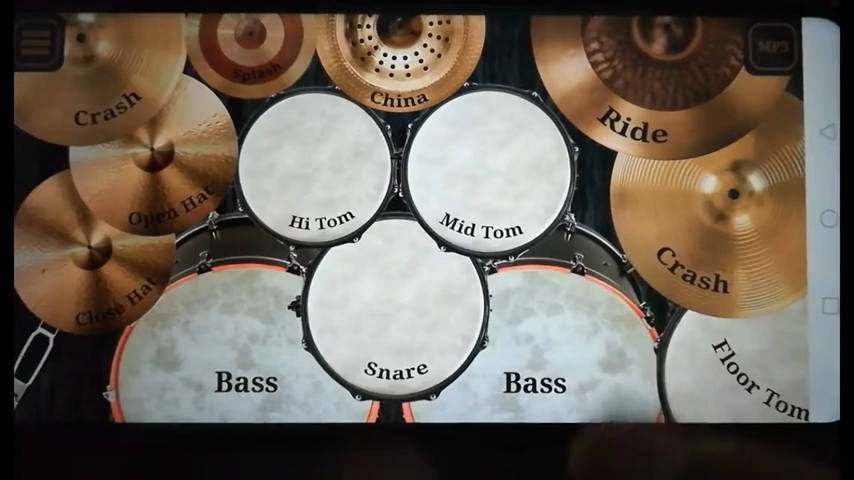 MP3
Splash
Crash
China
Ride
Open Hat
Hi Tom
Mid Tom
Close Hat
Crash
Snare
Bass
Bass
Floor Tom